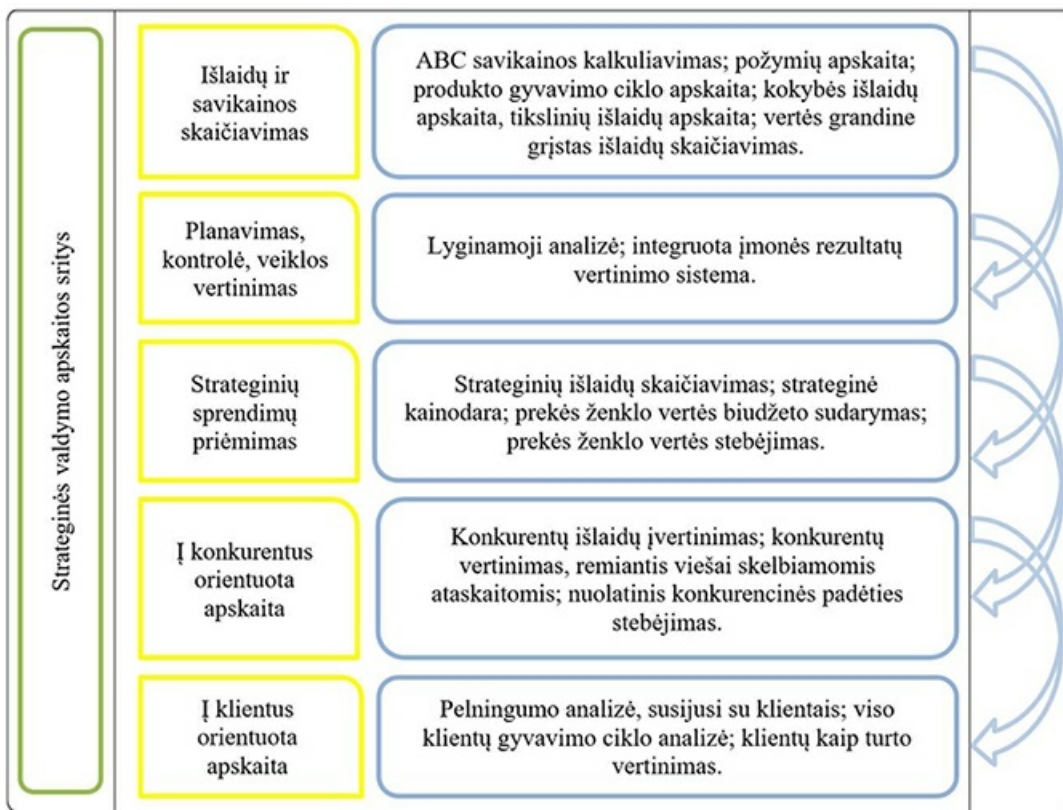 Strateginės valdymo apskaitos sritys
Išlaidų ir
savikainos
skaičiavimas
ABC savikainos kalkuliavimas; požymių apskaita;
produkto gyvavimo ciklo apskaita; kokybės išlaidų
apskaita, tikslinių išlaidų apskaita; vertės grandine
grįstas išlaidų skaičiavimas.
Planavimas,
kontrolė, veiklos
vertinimas
Lyginamoji analizė; integruota įmonės rezultatų
vertinimo sistema.
Strateginių
sprendimų
priėmimas
Strateginių išlaidų skaičiavimas; strateginė
kainodara; prekės ženklo vertės biudžeto sudarymas;
prekės ženklo vertės stebėjimas.
Į konkurentus
orientuota
apskaita
Konkurentų išlaidų įvertinimas; konkurentų
vertinimas, remiantis viešai skelbiamomis
ataskaitomis; nuolatinis konkurencinės padėties
stebėjimas.
Į klientus
orientuota
apskaita
Pelningumo analizė, susijusi su klientais; viso
klientų gyvavimo ciklo analizė; klientų kaip turto
vertinimas.